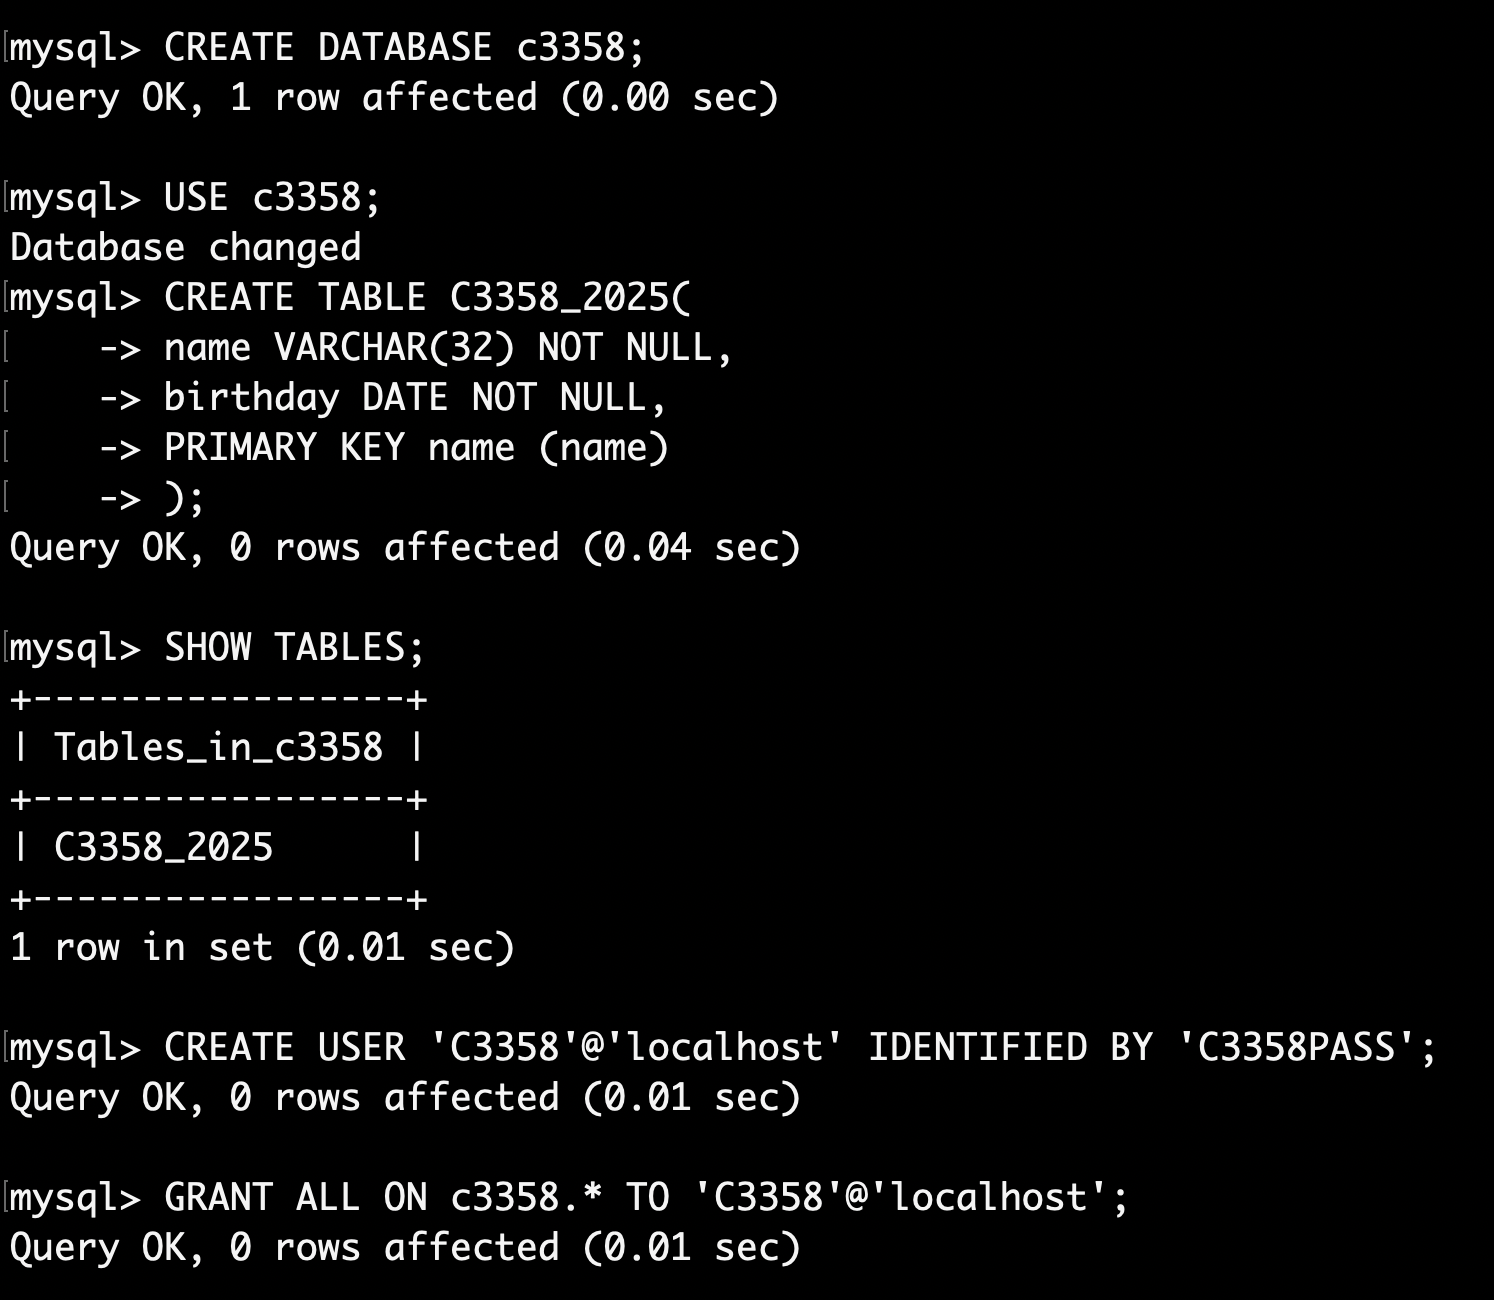 mysql> CREATE DATABASE c3358;
Query OK, 1 row affected (0.00 sec)

mysql> USE c3358;
Database changed
mysql> CREATE TABLE C3358_2025(
    -> name VARCHAR(32) NOT NULL,
    -> birthday DATE NOT NULL,
    -> PRIMARY KEY name (name)
    -> );
Query OK, 0 rows affected (0.04 sec)

mysql> SHOW TABLES;
+-----------------+
| Tables_in_c3358 |
+-----------------+
| C3358_2025      |
+-----------------+
1 row in set (0.01 sec)

mysql> CREATE USER 'C3358'@'localhost' IDENTIFIED BY 'C3358PASS';
Query OK, 0 rows affected (0.01 sec)

mysql> GRANT ALL ON c3358.* TO 'C3358'@'localhost';
Query OK, 0 rows affected (0.01 sec)